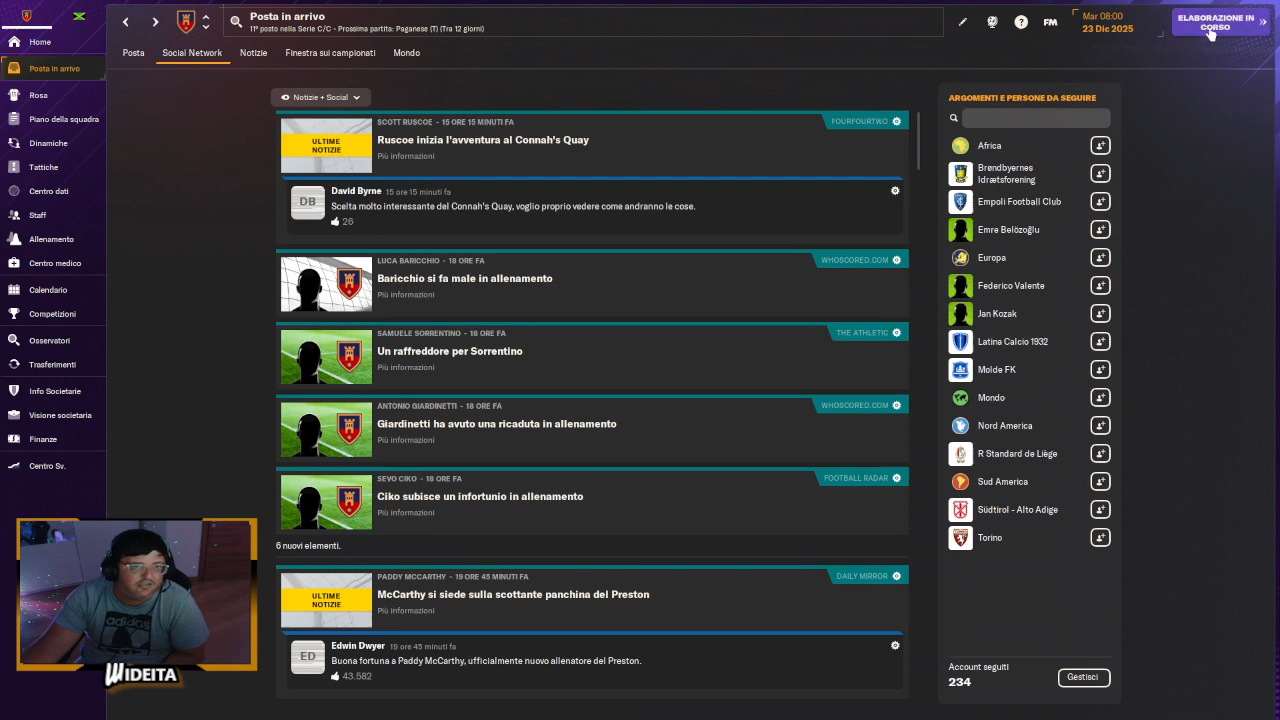 Posta in arrivo
11° posto nella Serie C/C • Prossima partita: Paganese (T) (Tra 12 giorni)
FM
Mar 08:00
23 Dic 2025
ELABORAZIONE IN
CORSO
Home
Posta in arrivo
Rosa
Piano della squadra
Dinamiche
Tattiche
Centro dati
Staff
Allenamento
Centro medico
Calendario
Competizioni
Osservatori
Trasferimenti
Info Societarie
Visione societaria
Finanze
Centro Sv.
Posta
Social Network
Notizie
Finestra sui campionati
Mondo
Notizie + Social
SCOTT RUSCOE - 15 ORE 15 MINUTI FA
FOURFOURTWO
ULTIME
NOTIZIE
Ruscoe inizia l'avventura al Connah's Quay
Più informazioni
DB
David Byrne 15 ore 15 minuti fa
Scelta molto interessante del Connah's Quay, voglio proprio vedere come andranno le cose.
26
LUCA BARICCHIO - 18 ORE FA
WHOSCORED.COM
Baricchio si fa male in allenamento
Più informazioni
SAMUELE SORRENTINO - 18 ORE FA
THE ATHLETIC
Un raffreddore per Sorrentino
Più informazioni
ANTONIO GIARDINETTI - 18 ORE FA
WHOSCORED.COM
Giardinetti ha avuto una ricaduta in allenamento
Più informazioni
SEVO CIKO - 18 ORE FA
FOOTBALL RADAR
Ciko subisce un infortunio in allenamento
Più informazioni
6 nuovi elementi.
PADDY MCCARTHY - 19 ORE 45 MINUTI FA
DAILY MIRROR
ULTIME
NOTIZIE
McCarthy si siede sulla scottante panchina del Preston
Più informazioni
ED
Edwin Dwyer 19 ore 45 minuti fa
Buona fortuna a Paddy McCarthy, ufficialmente nuovo allenatore del Preston.
43.582
ARGOMENTI E PERSONE DA SEGUIRE
Africa
Brøndbyernes
Idrætsforening
Empoli Football Club
Emre Belözoğlu
Europa
Federico Valente
Jan Kozak
Latina Calcio 1932
Molde FK
Mondo
Nord America
R Standard de Liège
Sud America
Südtirol - Alto Adige
Torino
Account seguiti
234
Gestisci
adidas
WIDEITA